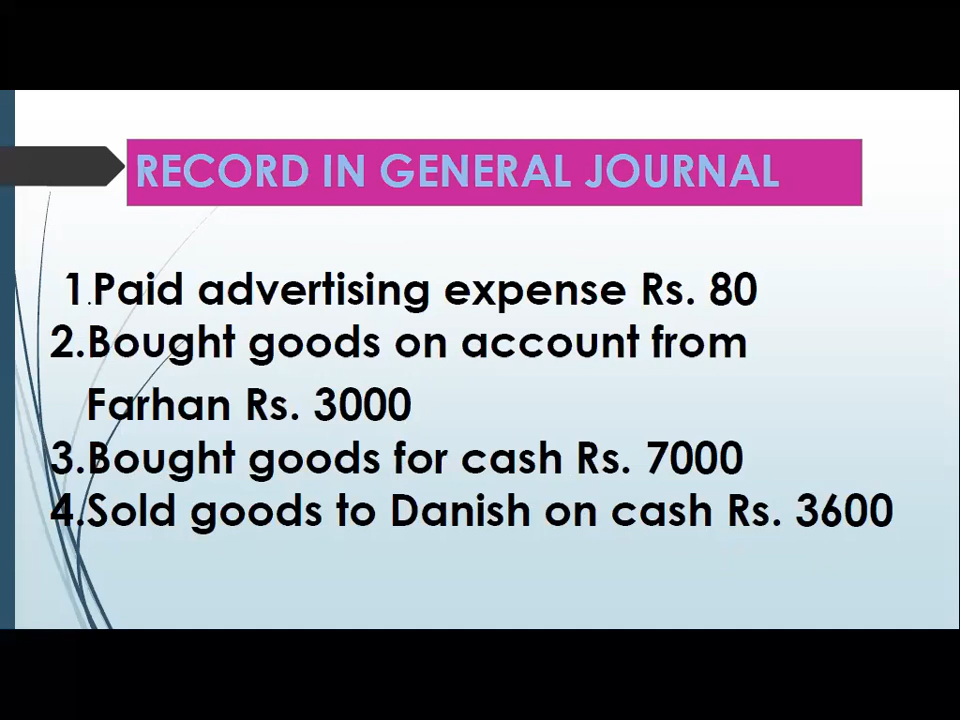 RECORD IN GENERAL JOURNAL
1.Paid advertising expense Rs. 80
2.Bought goods on account from
Farhan Rs. 3000
3.Bought goods for cash Rs. 7000
4.Sold goods to Danish on cash Rs. 3600